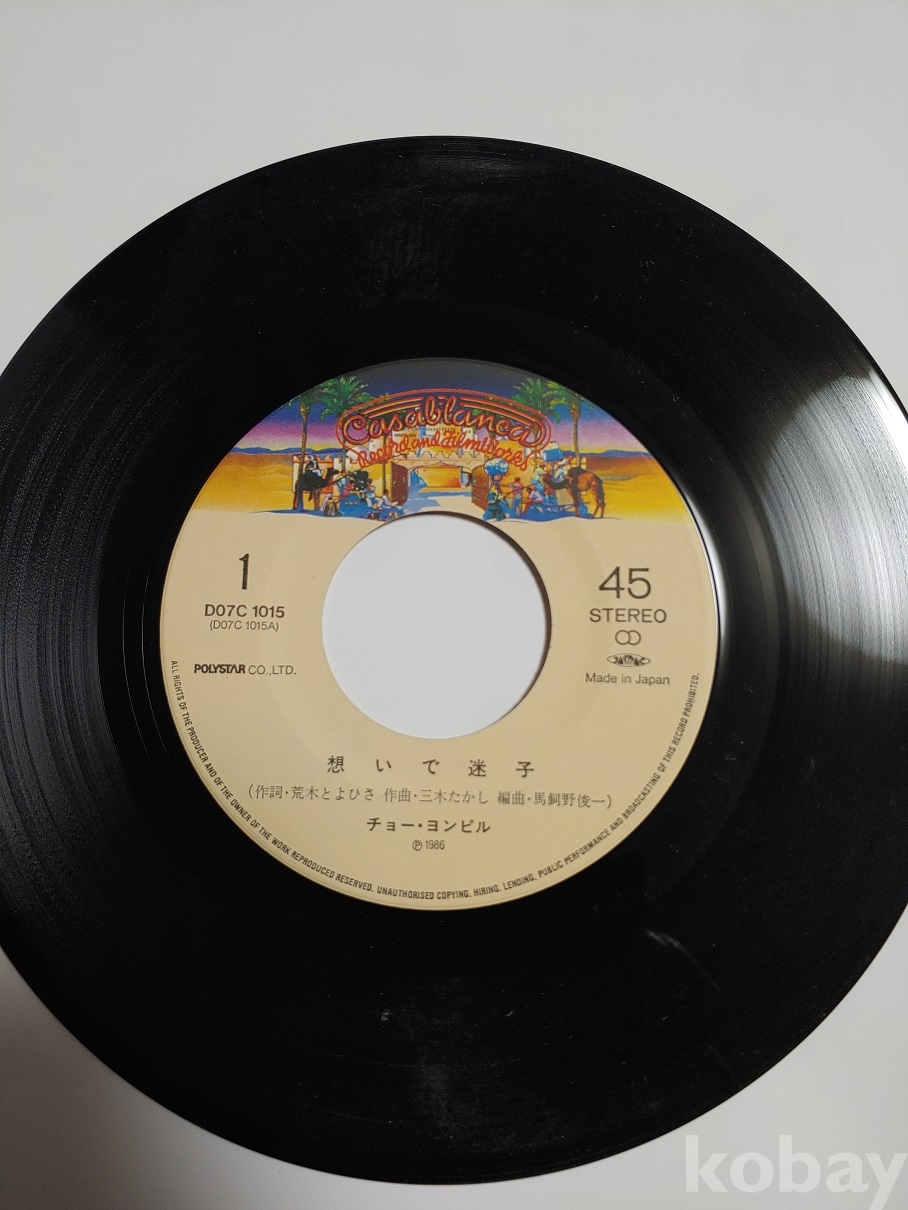 Casablanca
Record and FilmWorks
1
D07C 1015
(D07C 1015A)
POLYSTAR CO.,LTD.
45
STEREO
JASRAC
Made in Japan
想いで迷子
(作詞・荒木とよひさ 作曲・三木たかし 編曲・馬飼野俊一)
チョー・ヨンピル
Ⓟ1986
ALL RIGHTS OF THE PRODUCER AND OF THE OWNER OF THE WORK REPRODUCED RESERVED. UNAUTHORISED COPYING. HIRING. LENDING. PUBLIC PERFORMANCE AND BROADCASTING OF THIS RECORD PROHIBITED.
kobay